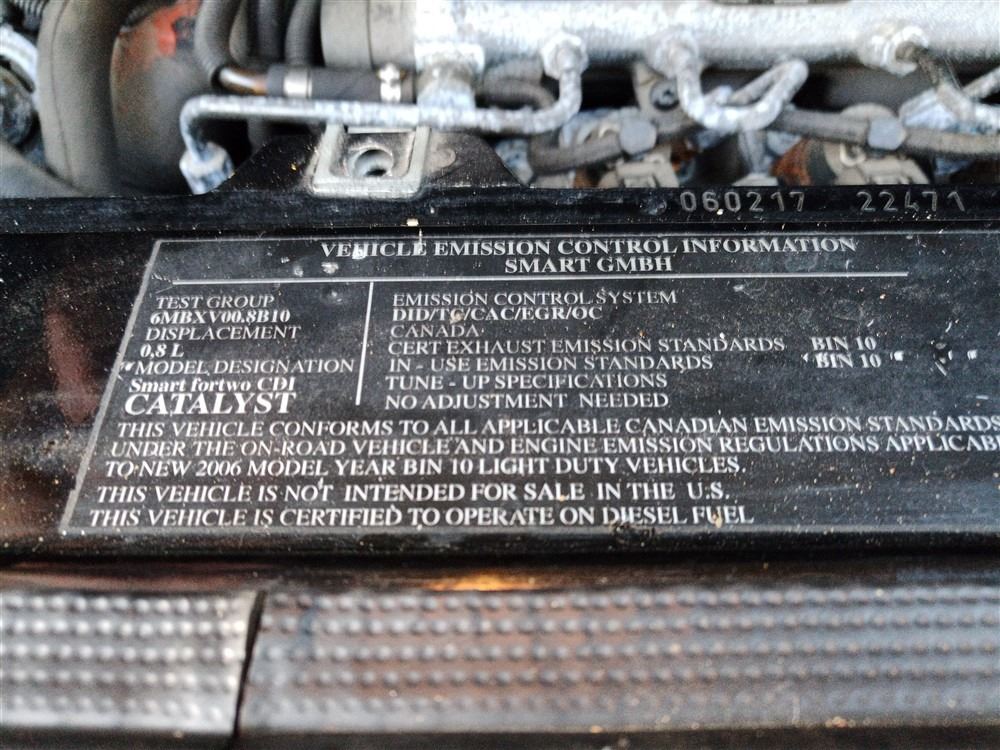 060217 22471
VEHICLE EMISSION CONTROL INFORMATION
SMART GMBH
TEST GROUP
6MBXV00.8B10
DISPLACEMENT
0,8 L
MODEL DESIGNATION
Smart fortwo CDI
CATALYST
EMISSION CONTROL SYSTEM
DID/TC/CAC/EGR/OC
CANADA
CERT EXHAUST EMISSION STANDARDS BIN 10
IN - USE EMISSION STANDARDS BIN 10
TUNE - UP SPECIFICATIONS
NO ADJUSTMENT NEEDED
THIS VEHICLE CONFORMS TO ALL APPLICABLE CANADIAN EMISSION STANDARDS
UNDER THE ON-ROAD VEHICLE AND ENGINE EMISSION REGULATIONS APPLICAB
TO NEW 2006 MODEL YEAR BIN 10 LIGHT DUTY VEHICLES.
THIS VEHICLE IS NOT INTENDED FOR SALE IN THE U.S.
THIS VEHICLE IS CERTIFIED TO OPERATE ON DIESEL FUEL